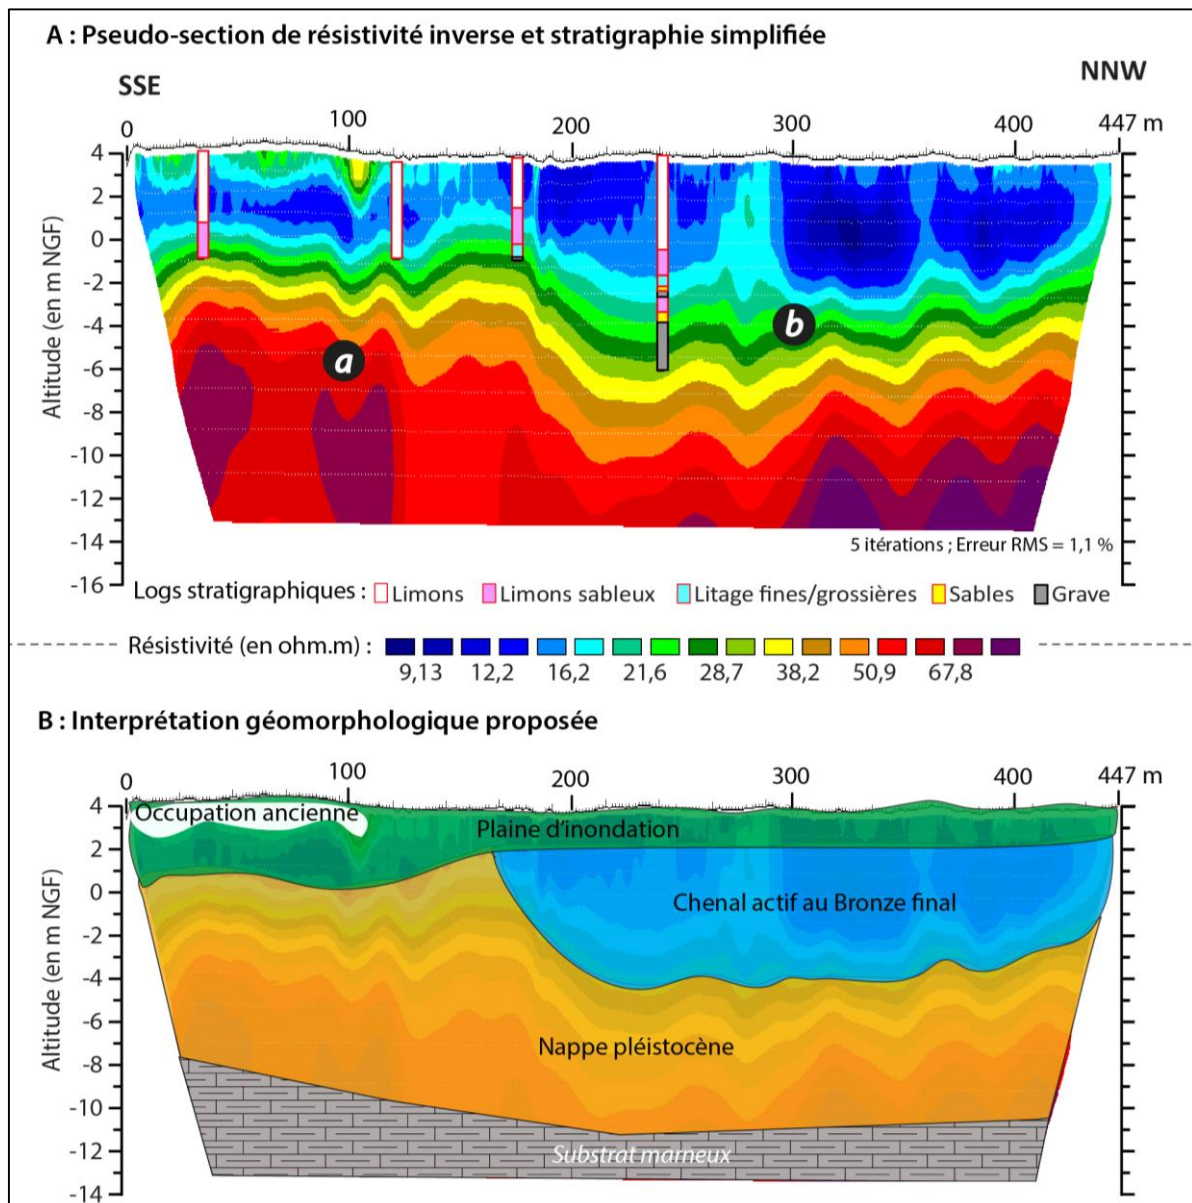 A : Pseudo-section de résistivité inverse et stratigraphie simplifiée
SSE NNW
0 100 200 300 400 447 m
4
2
0
-2
-4
-6
-8
-10
-12
-14
-16
Altitude (en m NGF)
a
b
5 itérations ; Erreur RMS = 1,1 %
Logs stratigraphiques : Limons Limons sableux Litage fines/grossières Sables Grave
Résistivité (en ohm.m) :
9,13 12,2 16,2 21,6 28,7 38,2 50,9 67,8
B : Interprétation géomorphologique proposée
0 100 200 300 400 447 m
4
2
0
-2
-4
-6
-8
-10
-12
-14
Altitude (en m NGF)
Occupation ancienne
Plaine d'inondation
Chenal actif au Bronze final
Nappe pléistocène
Substrat marneux